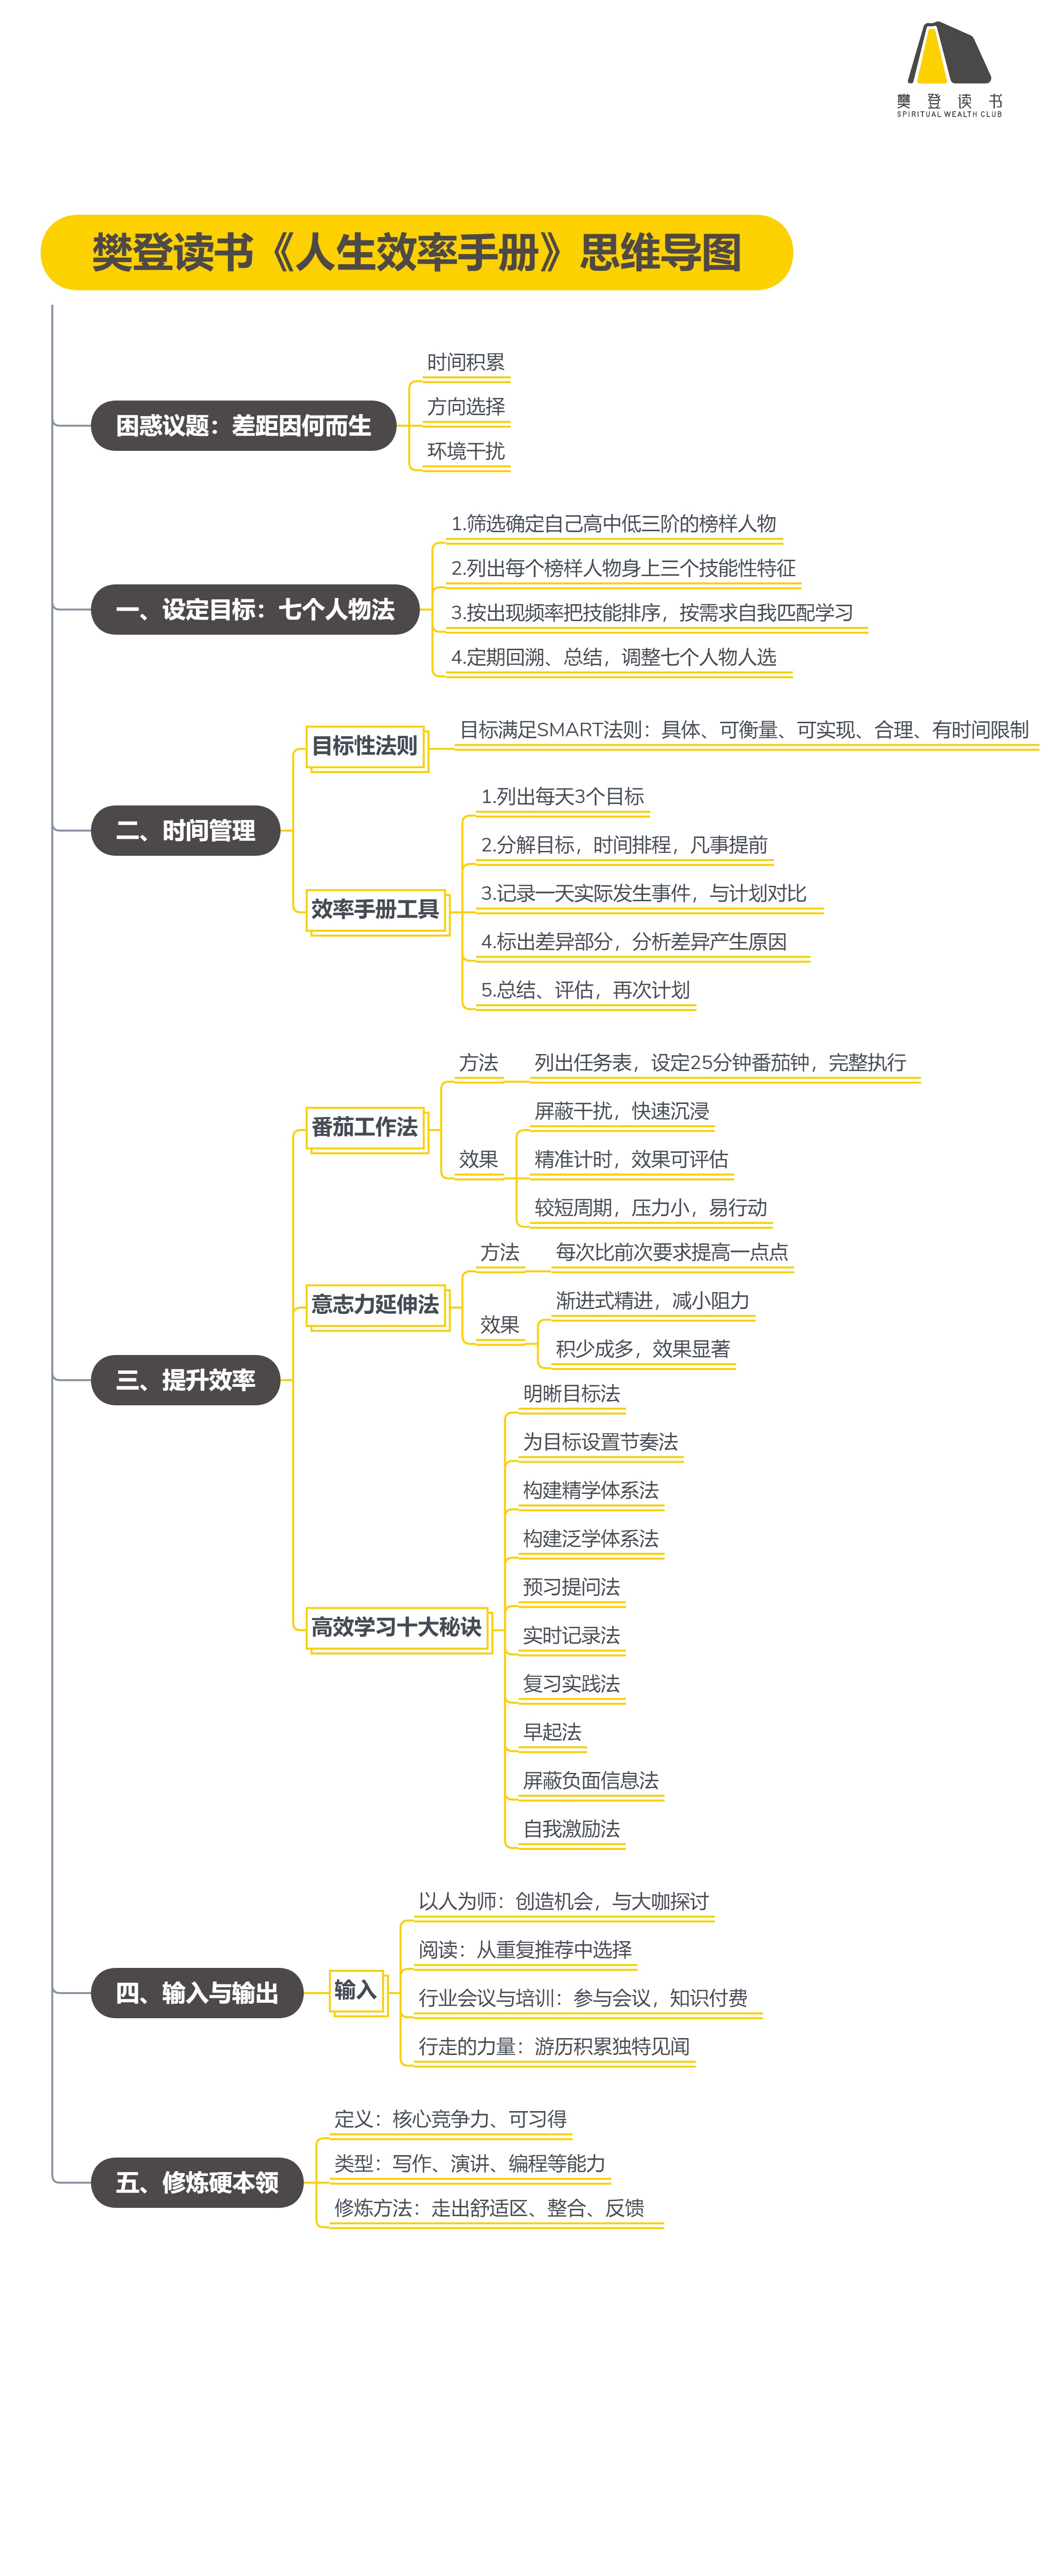 樊登读书
SPIRITUAL WEALTH CLUB
樊登读书《人生效率手册》思维导图
困惑议题：差距因何而生
时间积累
方向选择
环境干扰
一、设定目标：七个人物法
1.筛选确定自己高中低三阶的榜样人物
2.列出每个榜样人物身上三个技能性特征
3.按出现频率把技能排序，按需求自我匹配学习
4.定期回溯、总结，调整七个人物人选
二、时间管理
目标性法则
目标满足SMART法则：具体、可衡量、可实现、合理、有时间限制
效率手册工具
1.列出每天3个目标
2.分解目标，时间排程，凡事提前
3.记录一天实际发生事件，与计划对比
4.标出差异部分，分析差异产生原因
5.总结、评估，再次计划
三、提升效率
番茄工作法
方法
列出任务表，设定25分钟番茄钟，完整执行
效果
屏蔽干扰，快速沉浸
精准计时，效果可评估
较短周期，压力小，易行动
意志力延伸法
方法
每次比前次要求提高一点点
效果
渐进式精进，减小阻力
积少成多，效果显著
高效学习十大秘诀
明晰目标法
为目标设置节奏法
构建精学体系法
构建泛学体系法
预习提问法
实时记录法
复习实践法
早起法
屏蔽负面信息法
自我激励法
四、输入与输出
输入
以人为师：创造机会，与大咖探讨
阅读：从重复推荐中选择
行业会议与培训：参与会议，知识付费
行走的力量：游历积累独特见闻
五、修炼硬本领
定义：核心竞争力、可习得
类型：写作、演讲、编程等能力
修炼方法：走出舒适区、整合、反馈